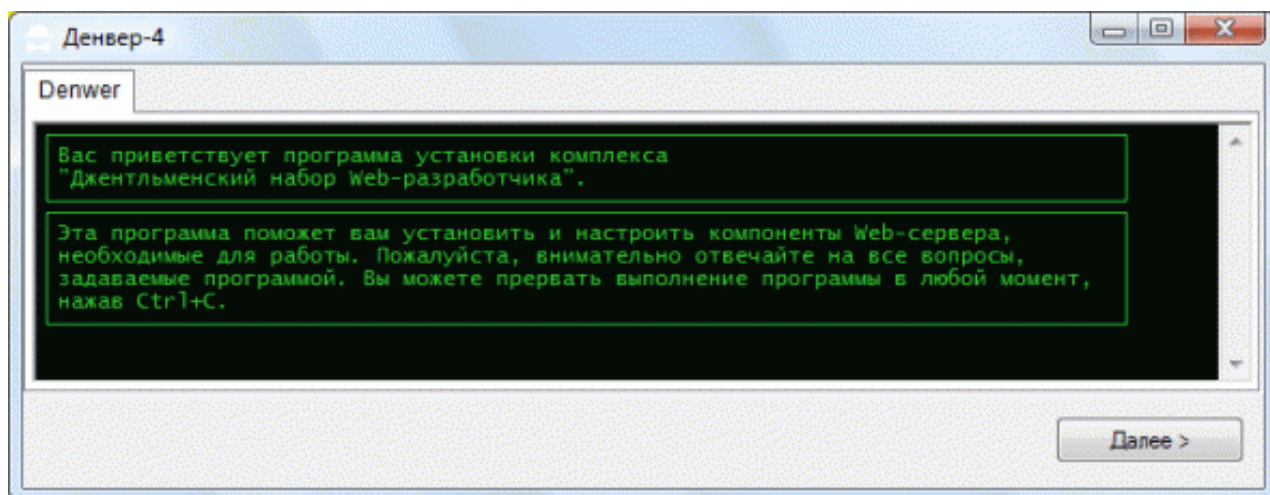 Денвер-4
Denwer
Вас приветствует программа установки комплекса
"Джентльменский набор Web-разработчика".
Эта программа поможет вам установить и настроить компоненты Web-сервера,
необходимые для работы. Пожалуйста, внимательно отвечайте на все вопросы,
задаваемые программой. Вы можете прервать выполнение программы в любой момент,
нажав Ctrl+C.
Далее >